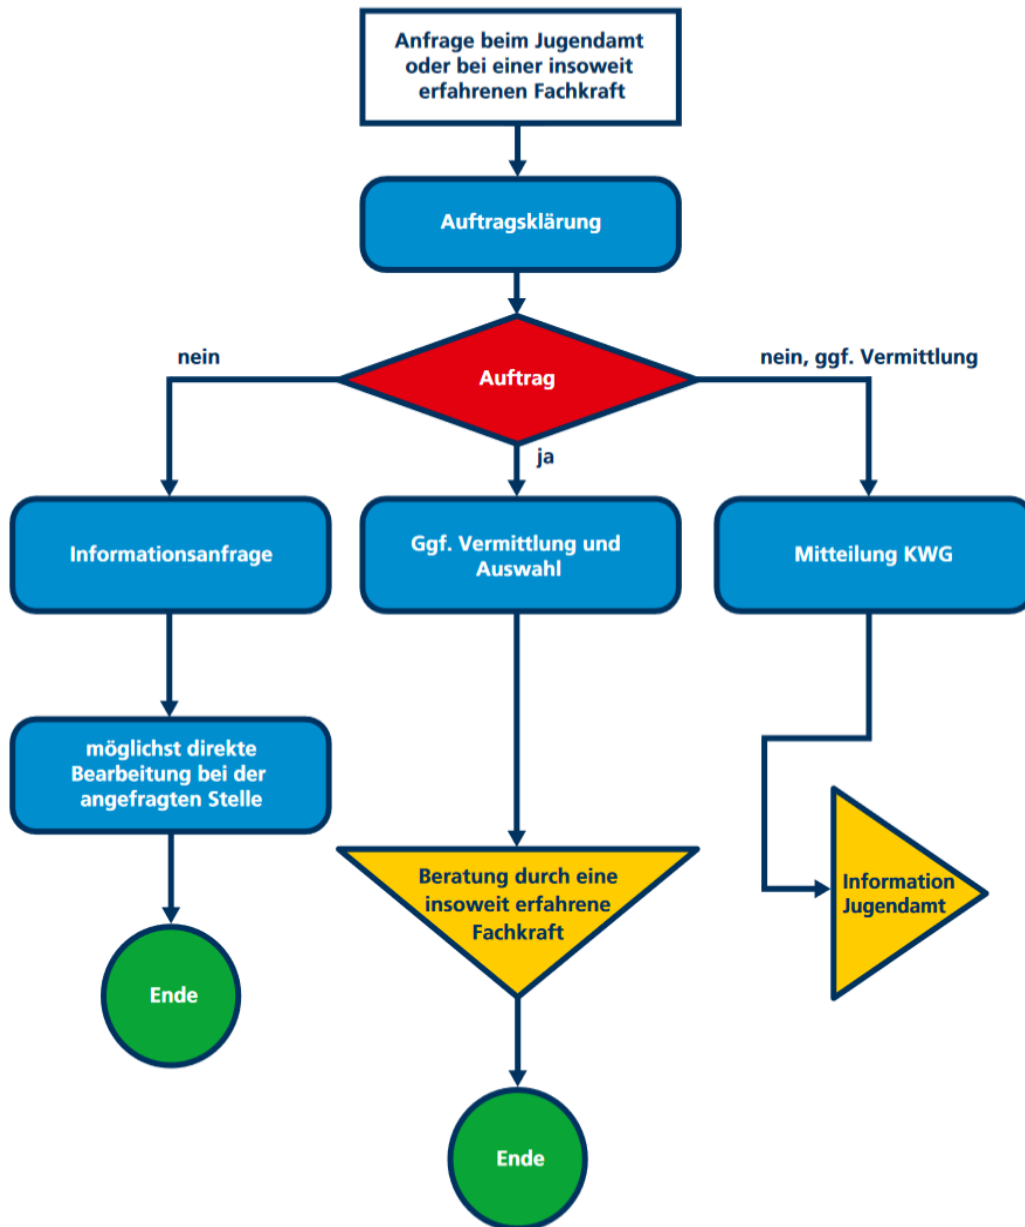 Anfrage beim Jugendamt
oder bei einer insoweit
erfahrenen Fachkraft
Auftragsklärung
nein
nein, ggf. Vermittlung
Auftrag
ja
Informationsanfrage
Ggf. Vermittlung und
Auswahl
Mitteilung KWG
möglichst direkte
Bearbeitung bei der
angefragten Stelle
Beratung durch eine
insoweit erfahrene
Fachkraft
Information
Jugendamt
Ende
Ende